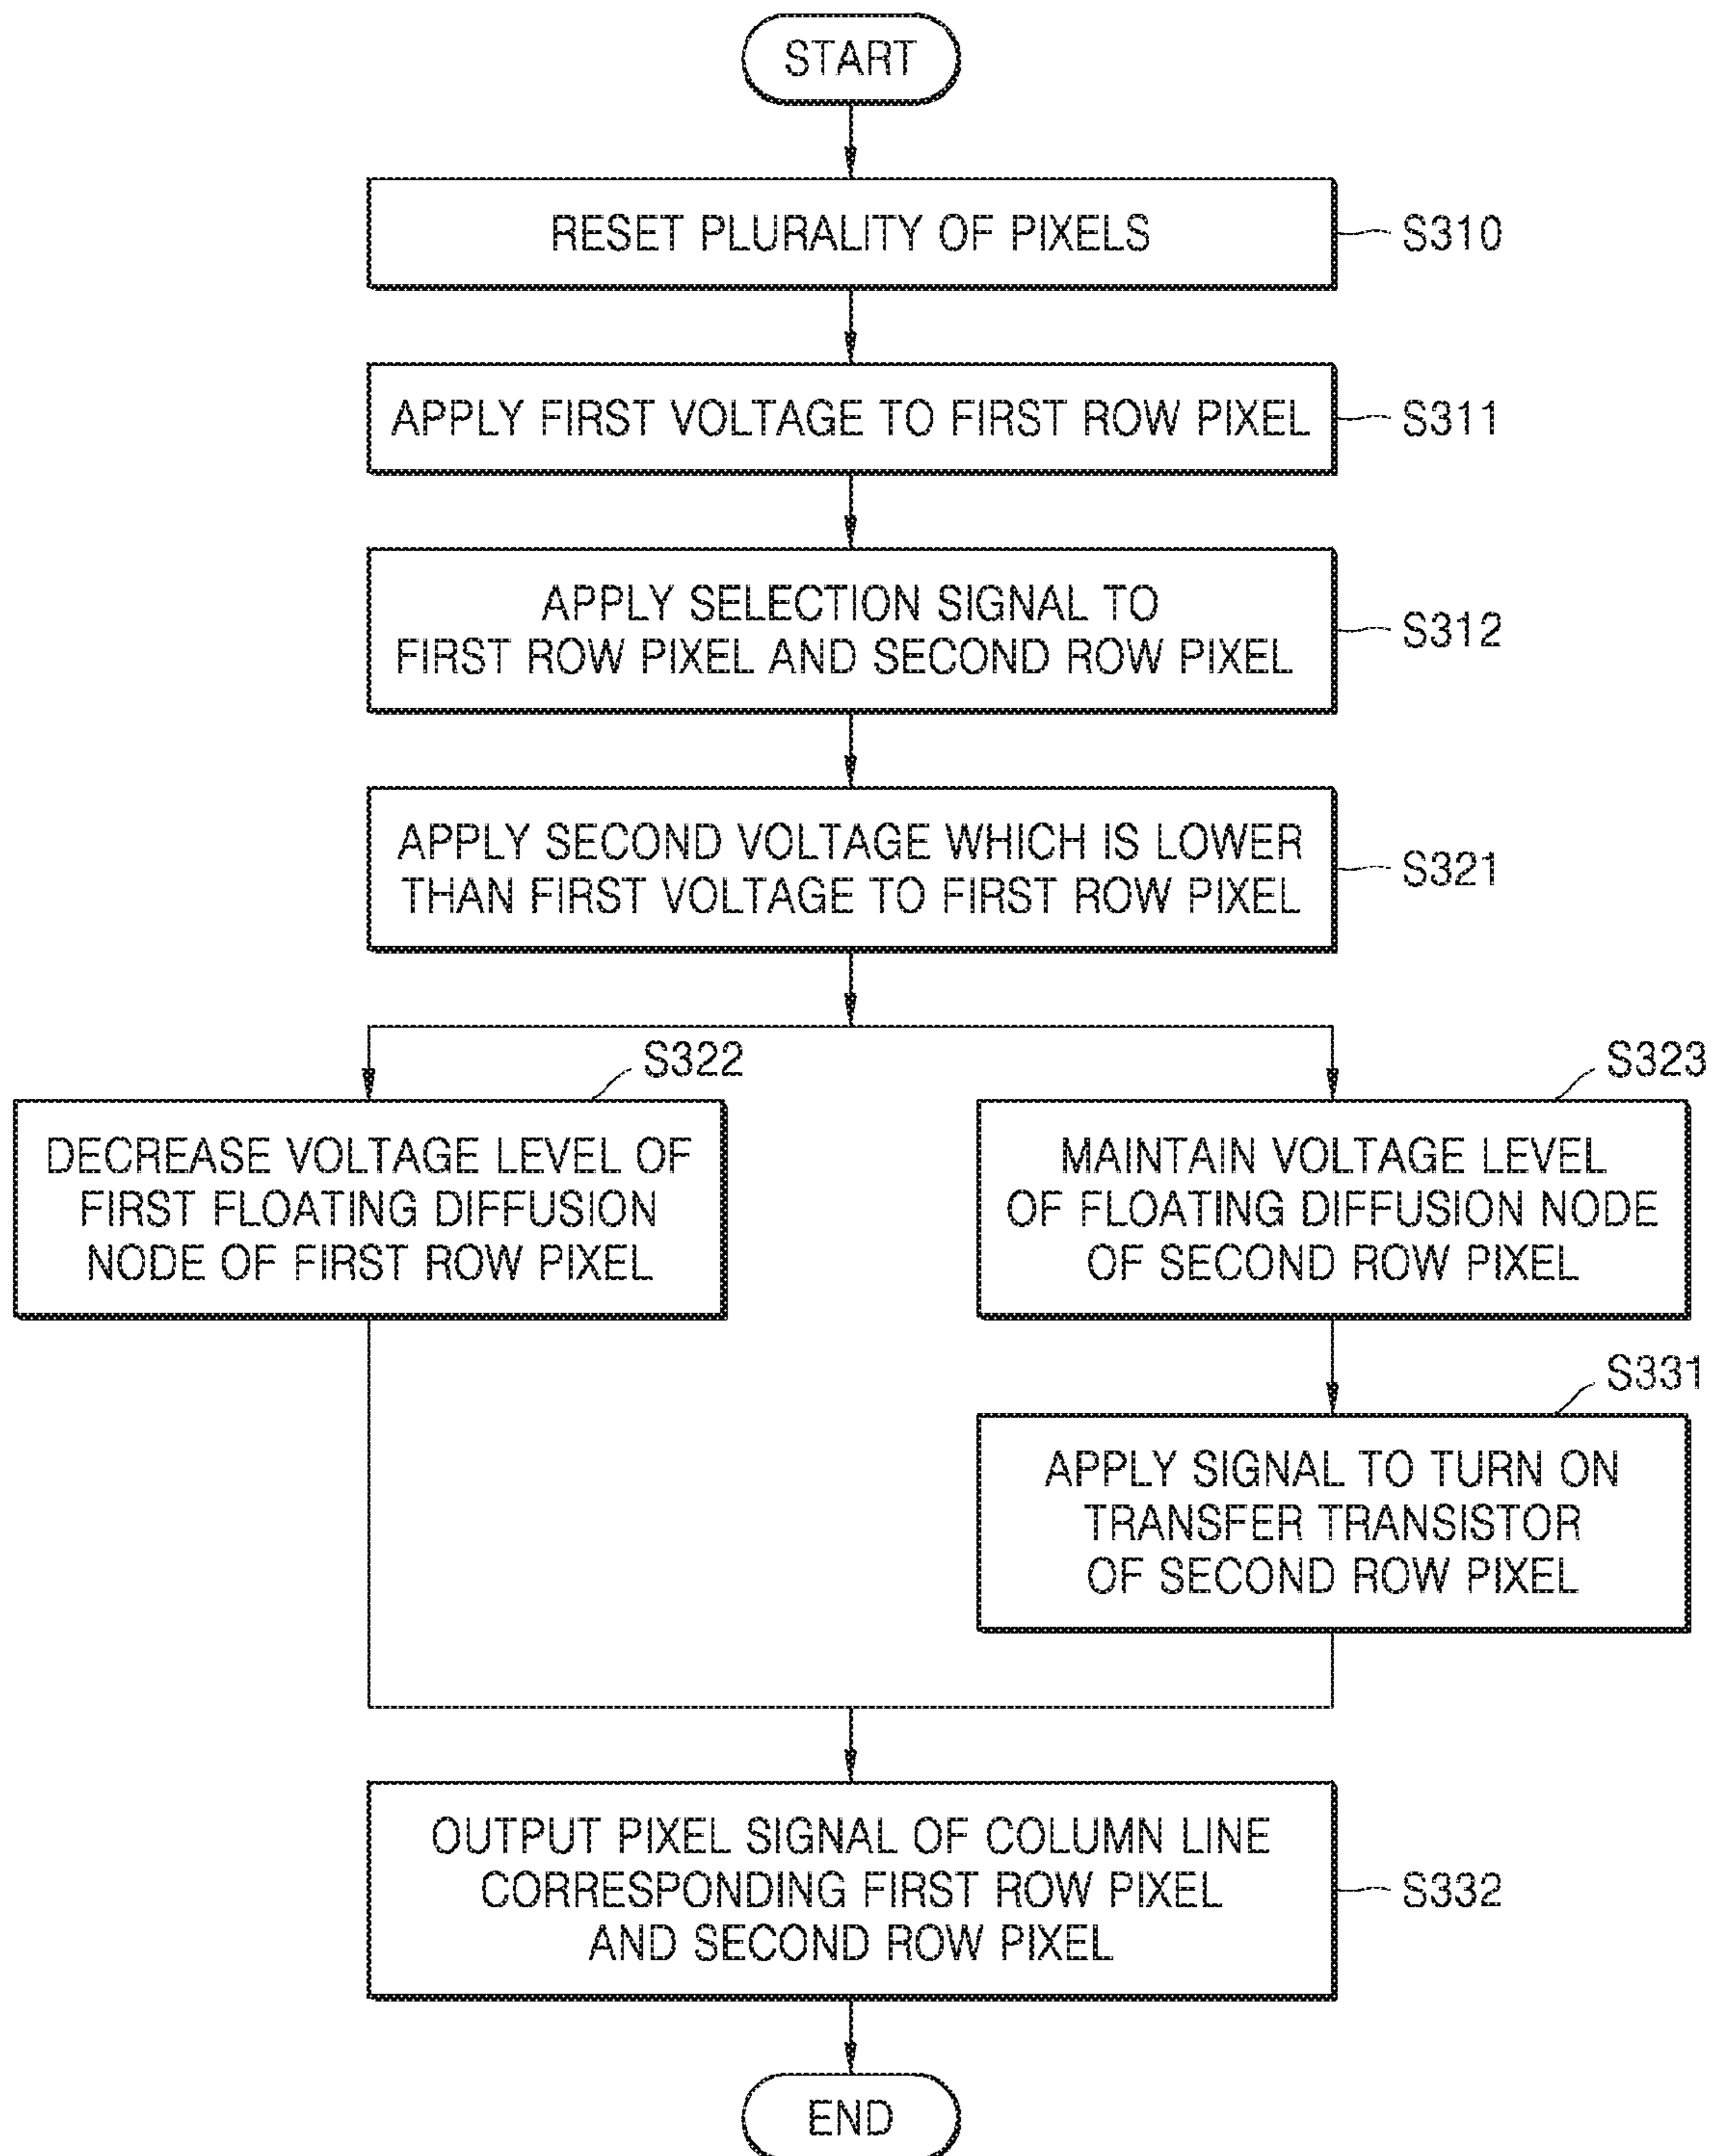 START
RESET PLURALITY OF PIXELS
S310
APPLY FIRST VOLTAGE TO FIRST ROW PIXEL
S311
APPLY SELECTION SIGNAL TO
FIRST ROW PIXEL AND SECOND ROW PIXEL
S312
APPLY SECOND VOLTAGE WHICH IS LOWER
THAN FIRST VOLTAGE TO FIRST ROW PIXEL
S321
S322
DECREASE VOLTAGE LEVEL OF
FIRST FLOATING DIFFUSION
NODE OF FIRST ROW PIXEL
S323
MAINTAIN VOLTAGE LEVEL
OF FLOATING DIFFUSION NODE
OF SECOND ROW PIXEL
S331
APPLY SIGNAL TO TURN ON
TRANSFER TRANSISTOR
OF SECOND ROW PIXEL
OUTPUT PIXEL SIGNAL OF COLUMN LINE
CORRESPONDING FIRST ROW PIXEL
AND SECOND ROW PIXEL
S332
END